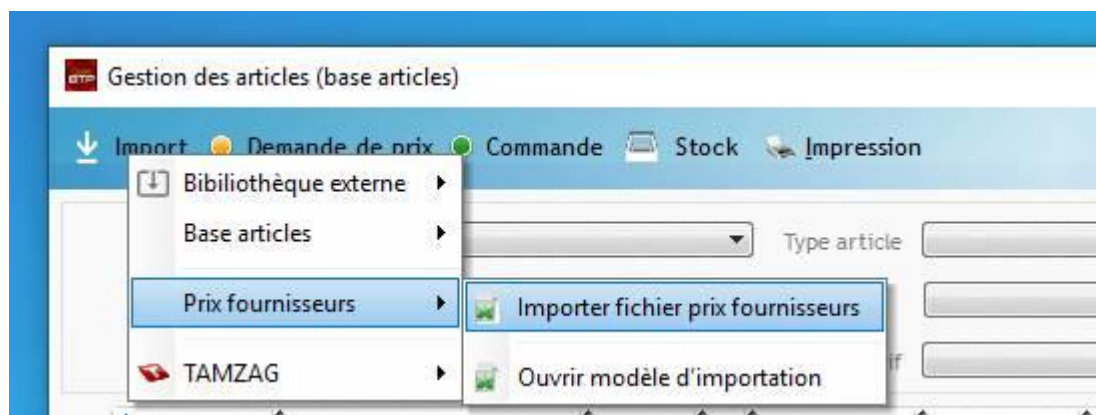 Gestion des articles (base articles)
Import Demande de prix Commande Stock Impression
Bibiliothèque externe
Base articles
Type article
Prix fournisseurs
Importer fichier prix fournisseurs
TAMZAG
Ouvrir modèle d'importation